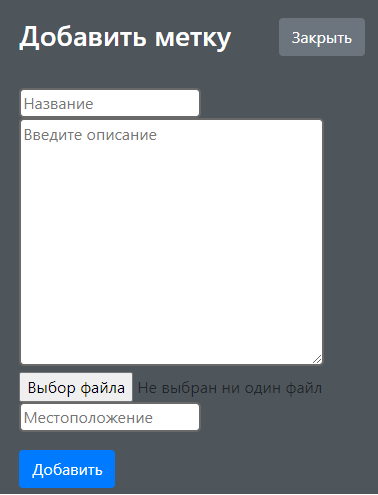 Добавить метку
Закрыть
Название
Введите описание
Выбор файла Не выбран ни один файл
Местоположение
Добавить